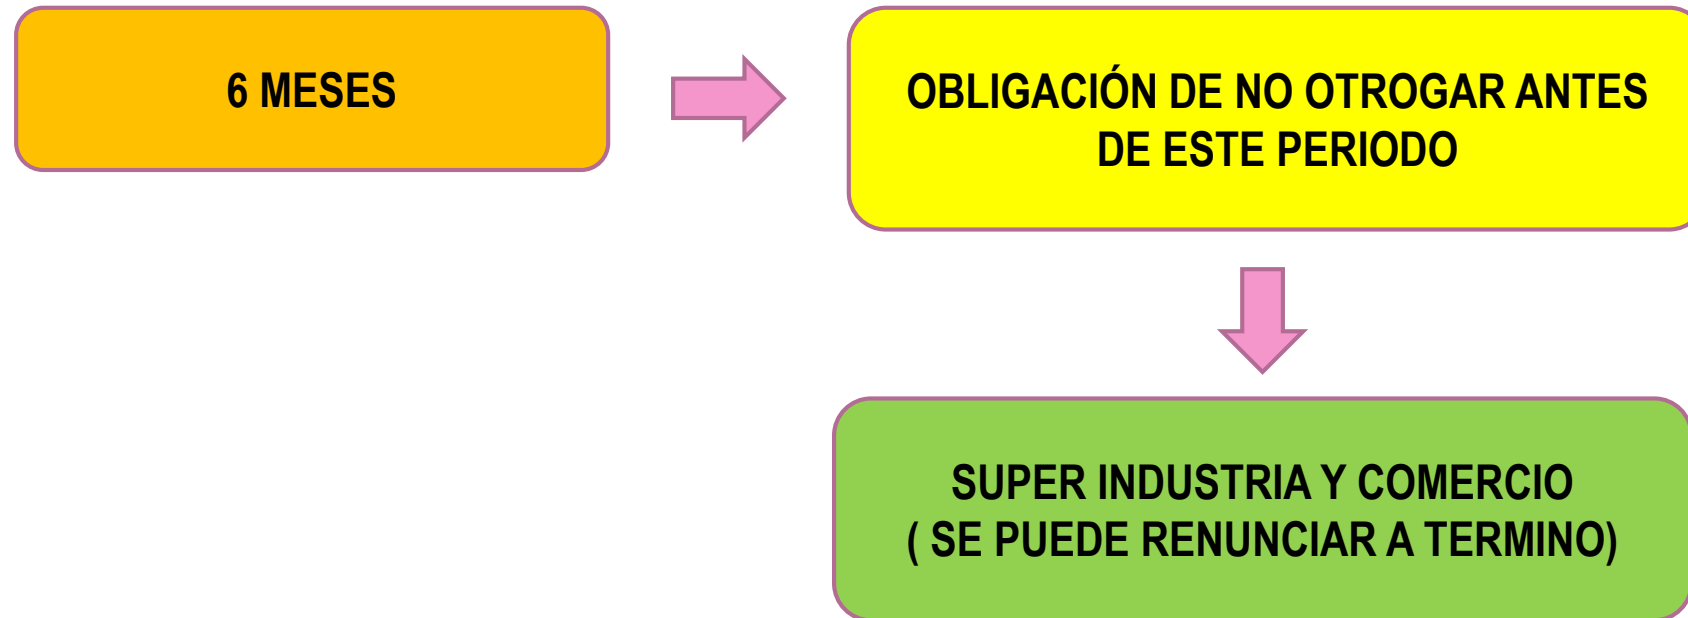 6 MESES
OBLIGACIÓN DE NO OTROGAR ANTES
DE ESTE PERIODO
SUPER INDUSTRIA Y COMERCIO
( SE PUEDE RENUNCIAR A TERMINO)